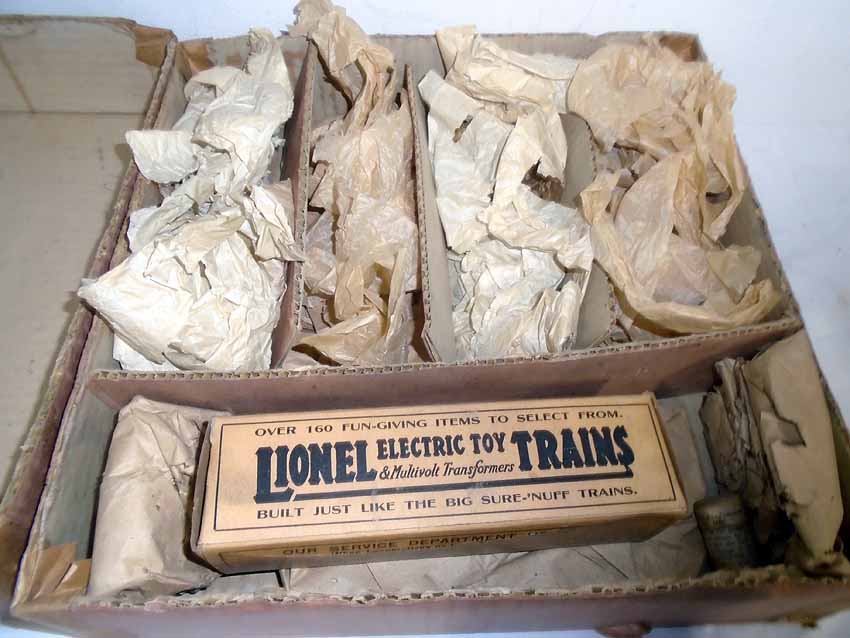 OVER 160 FUN-GIVING ITEMS TO SELECT FROM.
LIONEL ELECTRIC TOY TRAINS
& Multivolt Transformers
BUILT JUST LIKE THE BIG SURE-'NUFF TRAINS.
OUR SERVICE DEPARTMENT